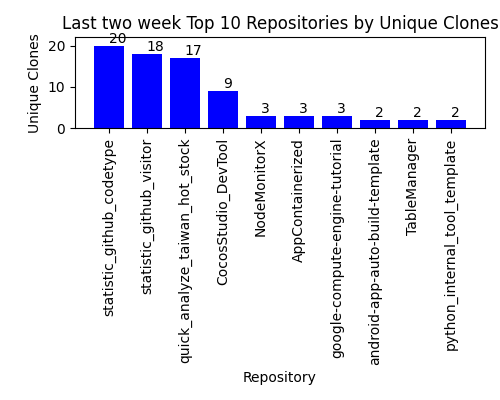 Last two week Top 10 Repositories by Unique Clones
Unique Clones
20
10
0
20
18
17
9
3
3
3
2
2
2
statistic_github_codetype
statistic_github_visitor
quick_analyze_taiwan_hot_stock
CocosStudio_DevTool
NodeMonitorX
AppContainerized
google-compute-engine-tutorial
android-app-auto-build-template
TableManager
python_internal_tool_template
Repository